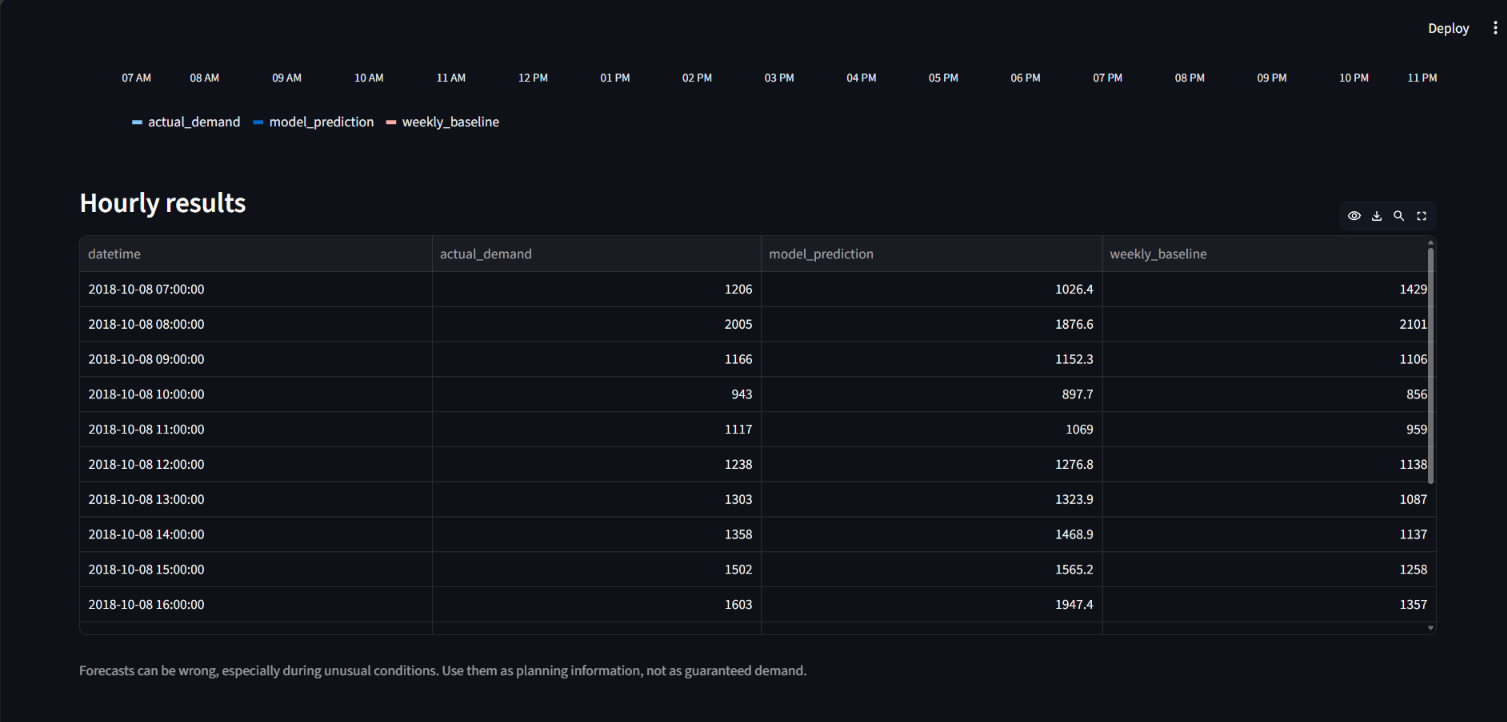 Deploy
07 AM 08 AM 09 AM 10 AM 11 AM 12 PM 01 PM 02 PM 03 PM 04 PM 05 PM 06 PM 07 PM 08 PM 09 PM 10 PM 11 PM
actual_demand model_prediction weekly_baseline
Hourly results
datetime actual_demand model_prediction weekly_baseline
2018-10-08 07:00:00 1206 1026.4 1429
2018-10-08 08:00:00 2005 1876.6 2101
2018-10-08 09:00:00 1166 1152.3 1106
2018-10-08 10:00:00 943 897.7 856
2018-10-08 11:00:00 1117 1069 959
2018-10-08 12:00:00 1238 1276.8 1138
2018-10-08 13:00:00 1303 1323.9 1087
2018-10-08 14:00:00 1358 1468.9 1137
2018-10-08 15:00:00 1502 1565.2 1258
2018-10-08 16:00:00 1603 1947.4 1357
Forecasts can be wrong, especially during unusual conditions. Use them as planning information, not as guaranteed demand.